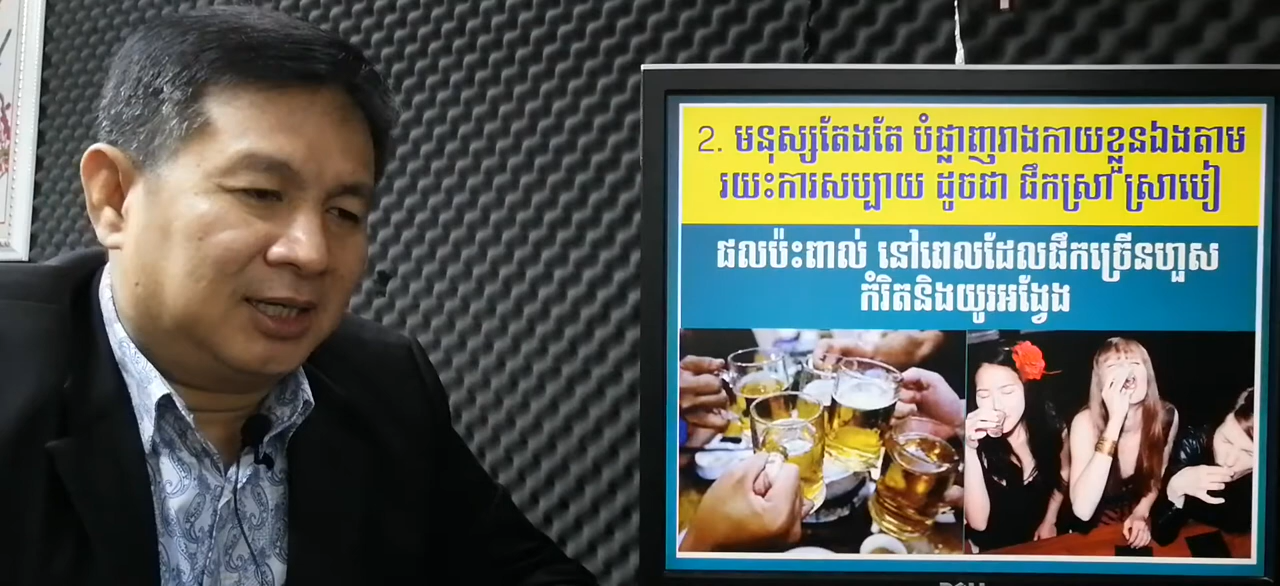 2. មនុស្សតែងតែ បំផ្លាញរាងកាយខ្លួនឯងតាម
រយះការសប្បាយ ដូចជា ផឹកស្រា ស្រាបៀ
ផលប៉ះពាល់ នៅពេលដែលផឹកច្រើនហួស
កំរិតនិងយូរអង្វែង